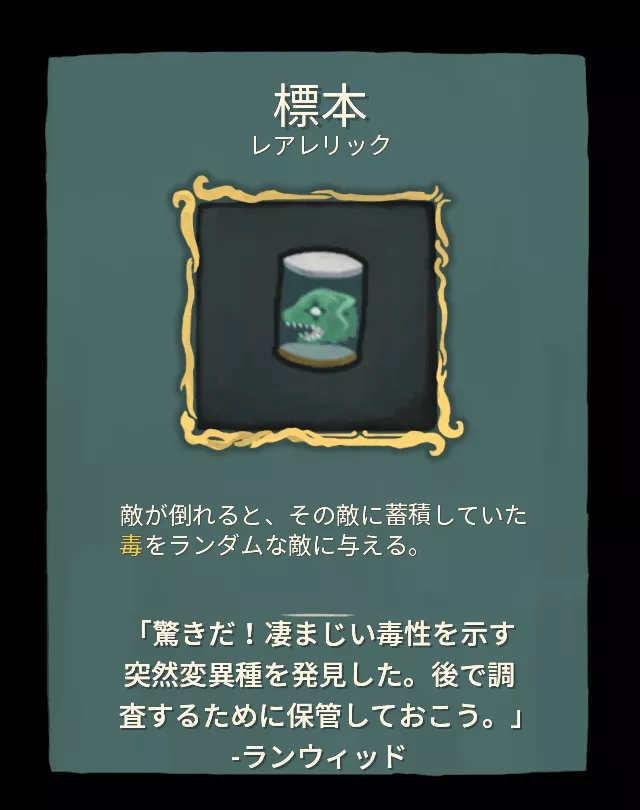 標本
レアレリック
敵が倒れると、その敵に蓄積していた
毒をランダムな敵に与える。
「驚きだ！凄まじい毒性を示す
突然変異種を発見した。後で調
査するために保管しておこう。」
-ランウィッド